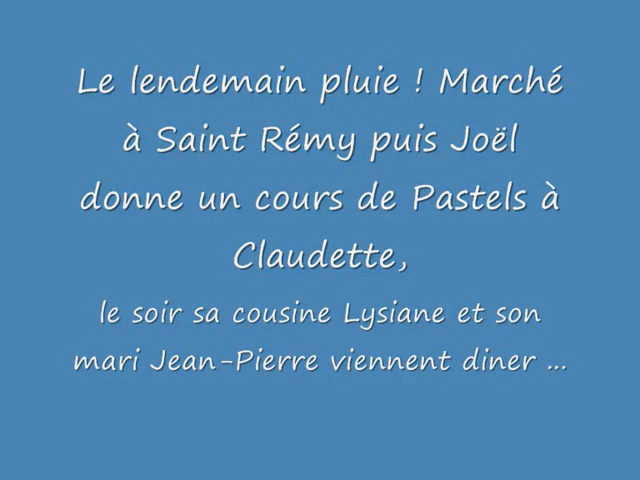 Le lendemain pluie ! Marché
à Saint Rémy puis Joël
donne un cours de Pastels à
Claudette,
le soir sa cousine Lysiane et son
mari Jean-Pierre viennent diner ...